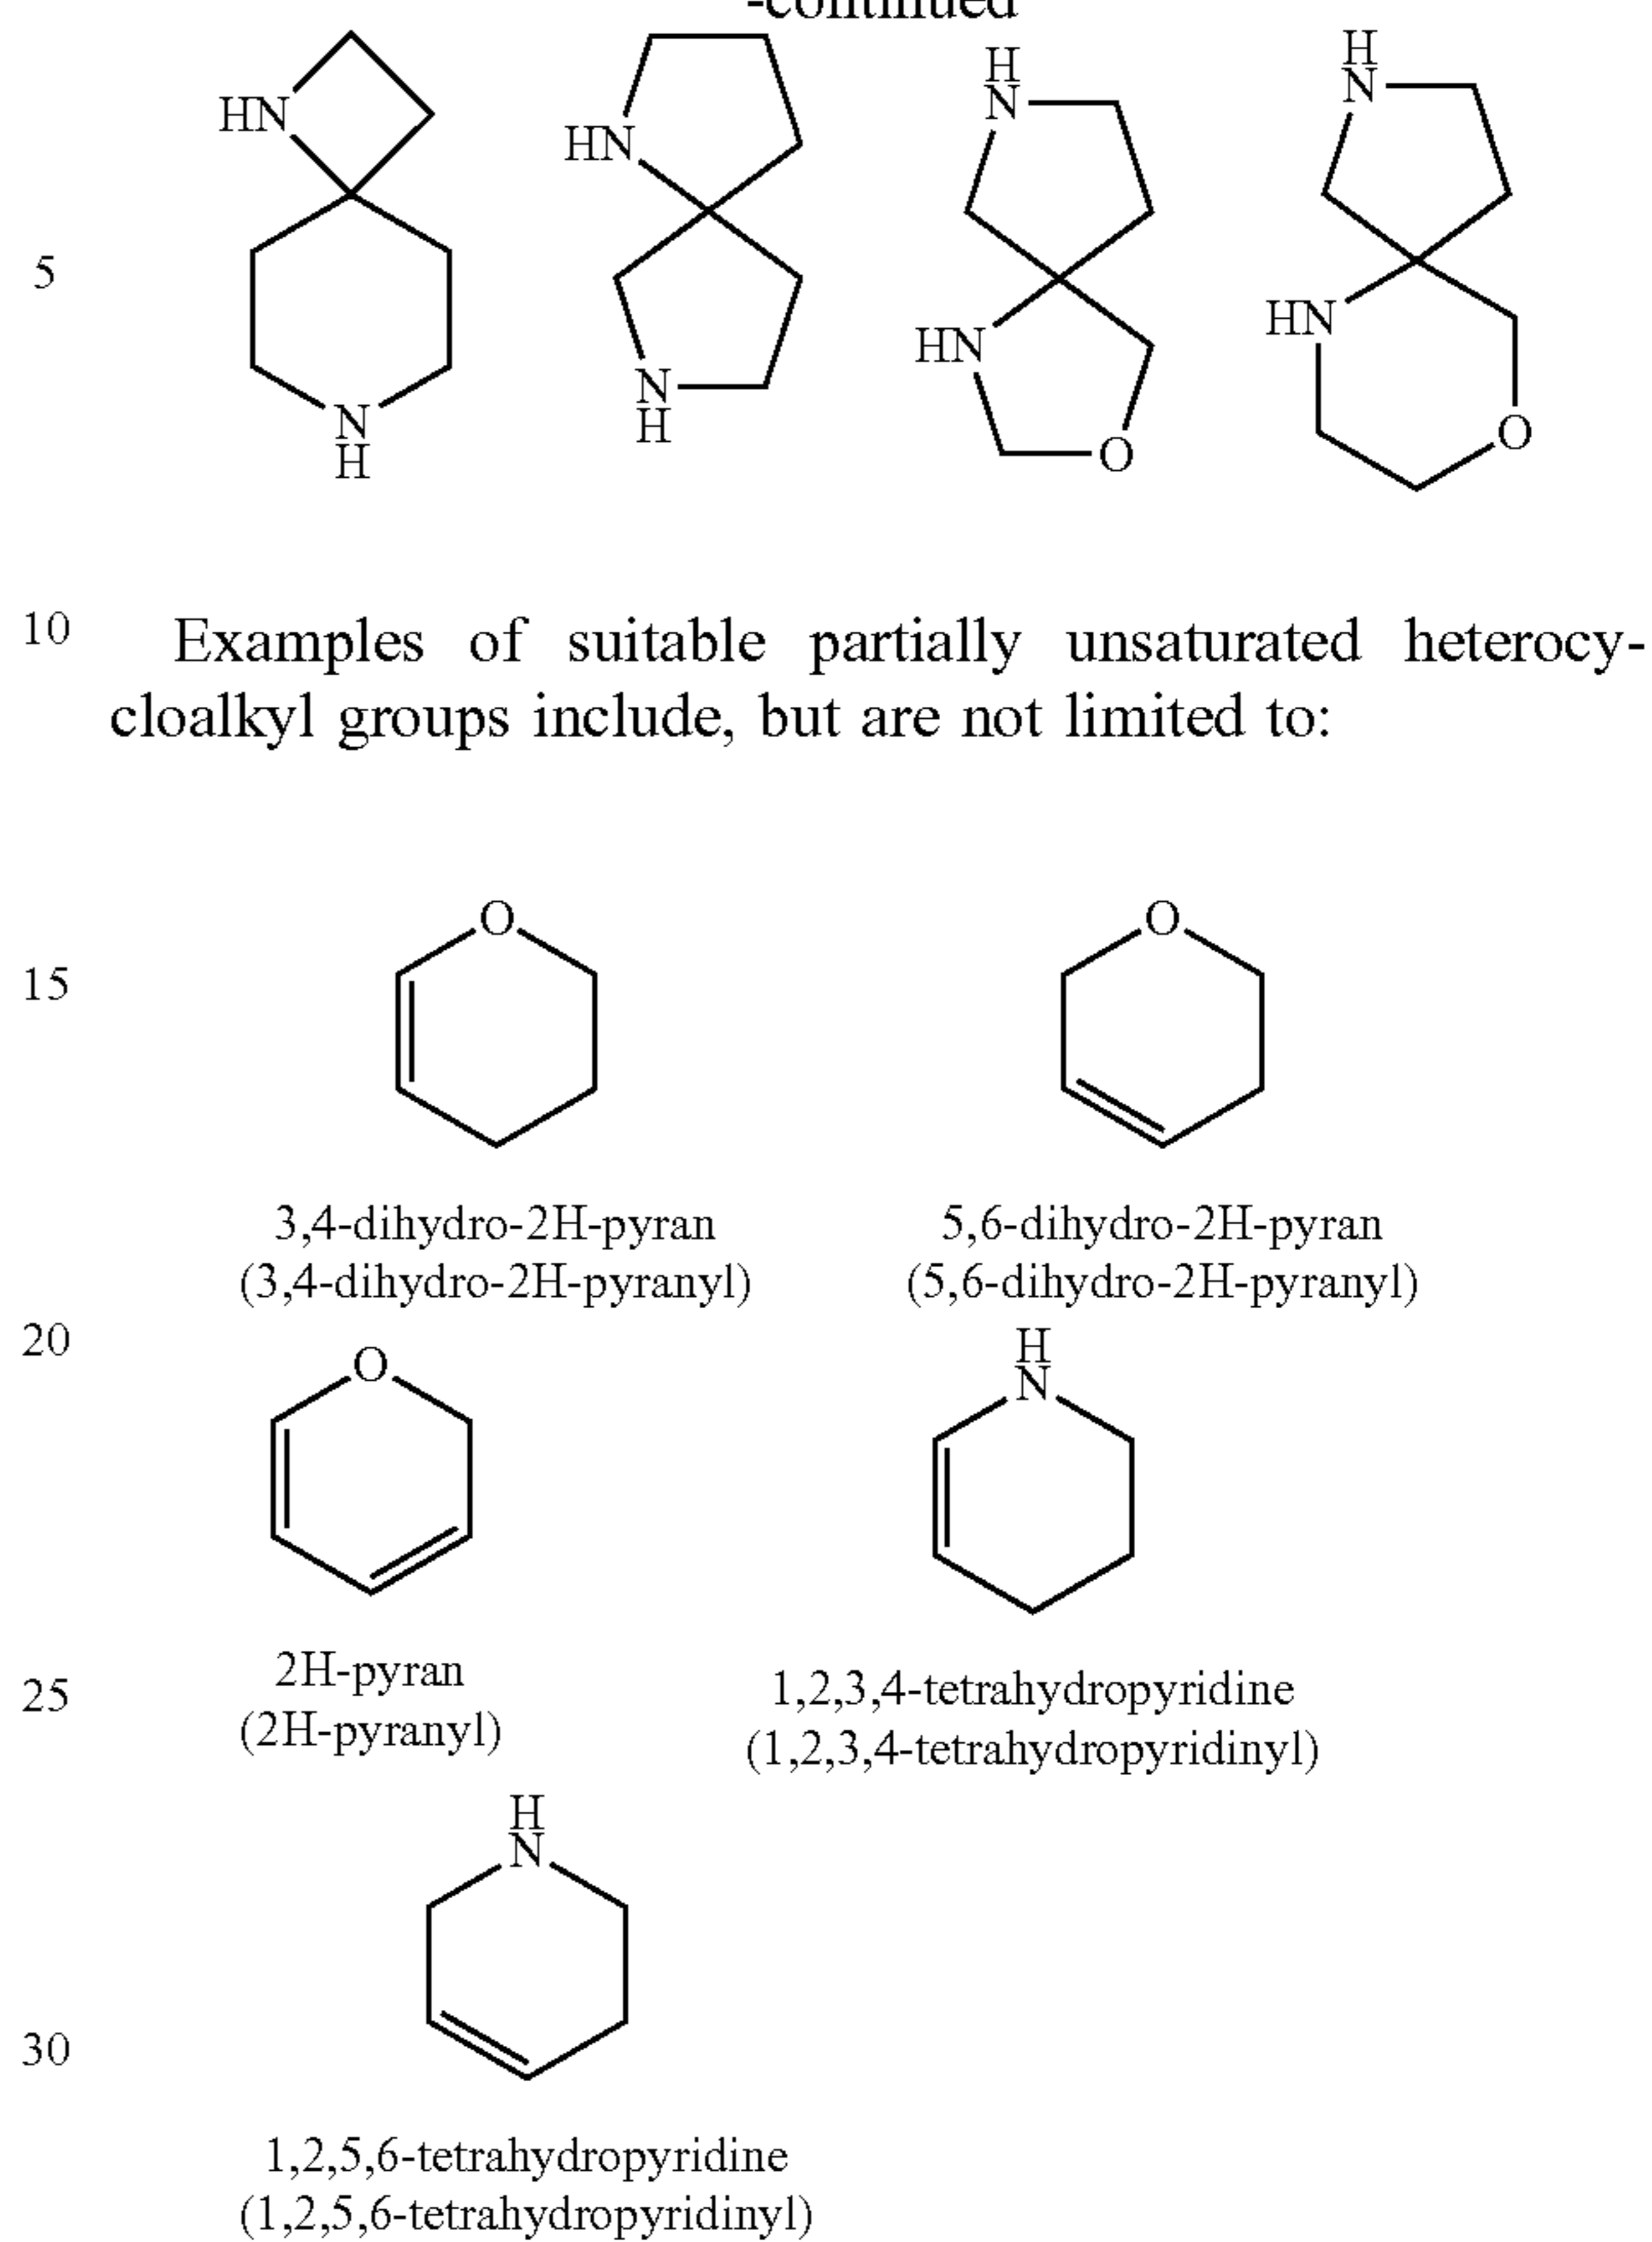 -continued
HN
HN
H
N
H
N
5
HN
HN
N
H
N
H
O
O
10
Examples of suitable partially unsaturated heterocy-
cloalkyl groups include, but are not limited to:
O
O
15
3,4-dihydro-2H-pyran
5,6-dihydro-2H-pyran
(3,4-dihydro-2H-pyranyl)
(5,6-dihydro-2H-pyranyl)
20
O
H
N
2H-pyran
(2H-pyranyl)
25
1,2,3,4-tetrahydropyridine
(1,2,3,4-tetrahydropyridinyl)
H
N
30
1,2,5,6-tetrahydropyridine
(1,2,5,6-tetrahydropyridinyl)